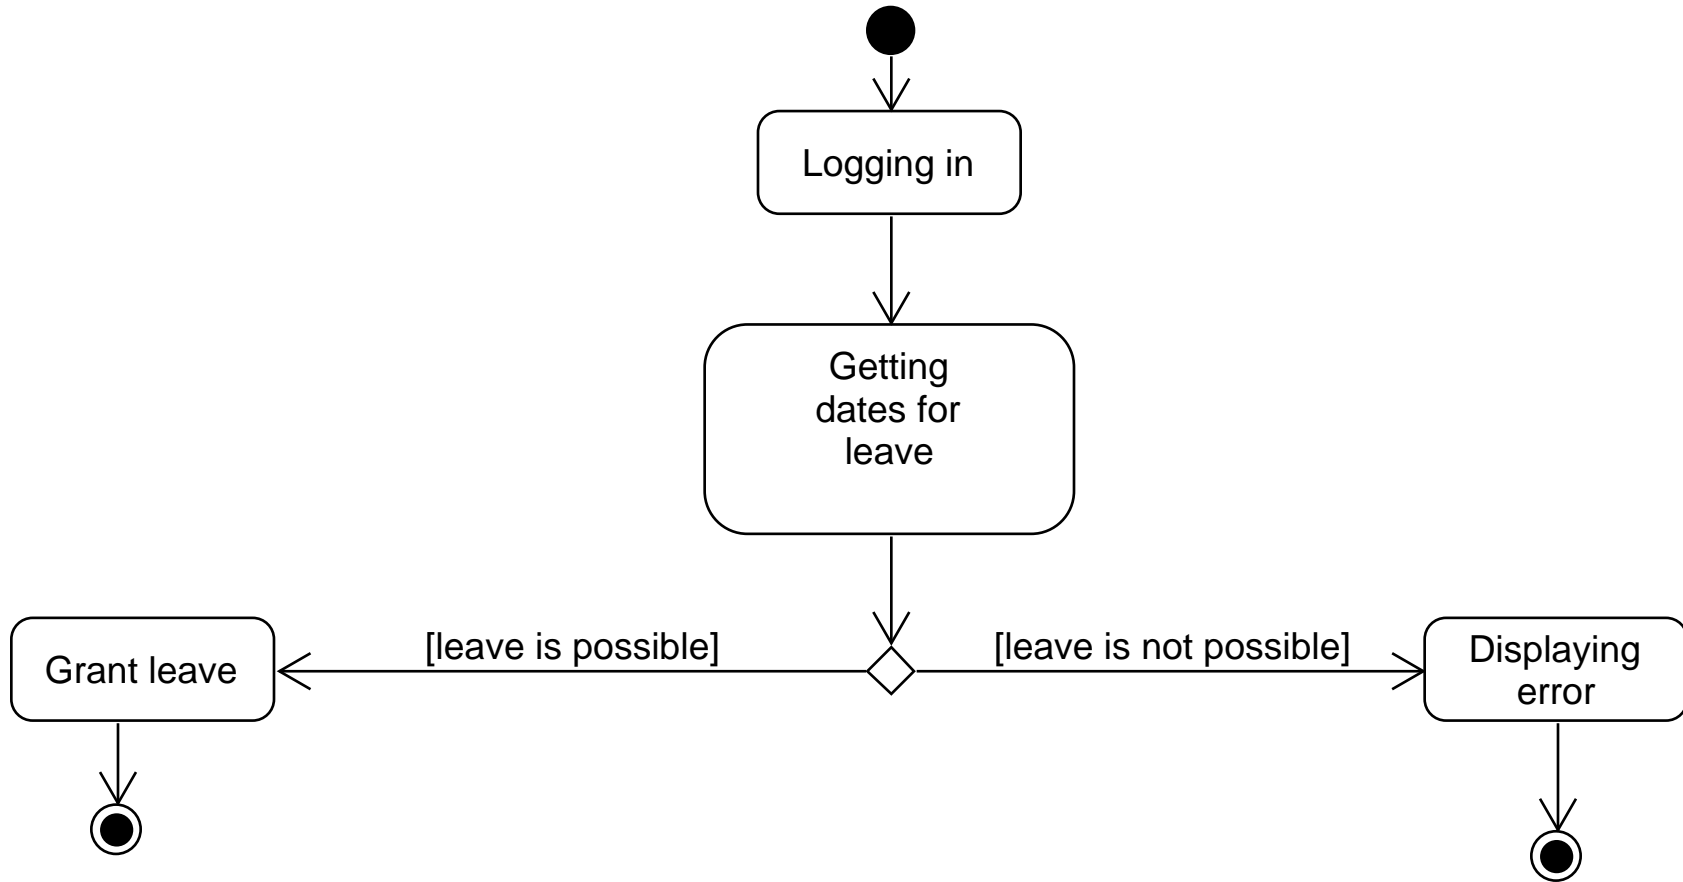 Logging in
Getting
dates for
leave
[leave is possible]
[leave is not possible]
Grant leave
Displaying
error